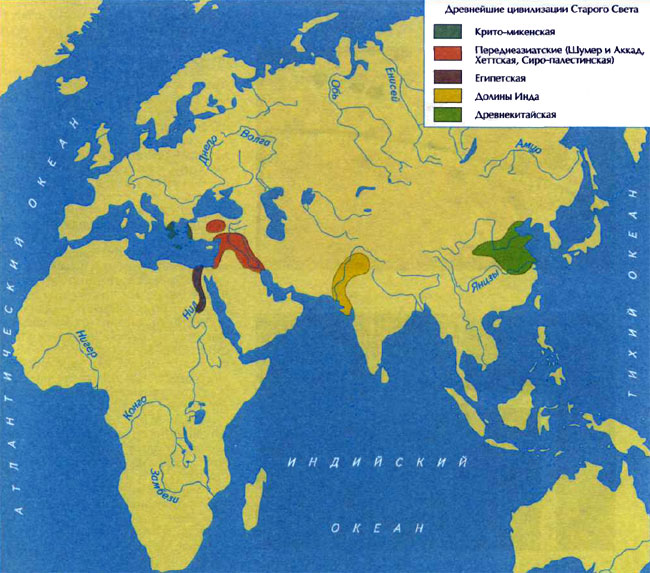 Древнейшие цивилизации Старого Света
Крито-микенская
Переднеазиатские (Шумер и Аккад,
Хеттская, Сиро-палестинская)
Египетская
Долины Инда
Древнекитайская
АТЛАНТИЧЕСКИЙ ОКЕАН
ТИХИЙ ОКЕАН
Обь
Енисей
Днепр
Волга
Амур
Янцзы
Нил
Нигер
Конго
Замбези
ИНДИЙСКИЙ
ОКЕАН